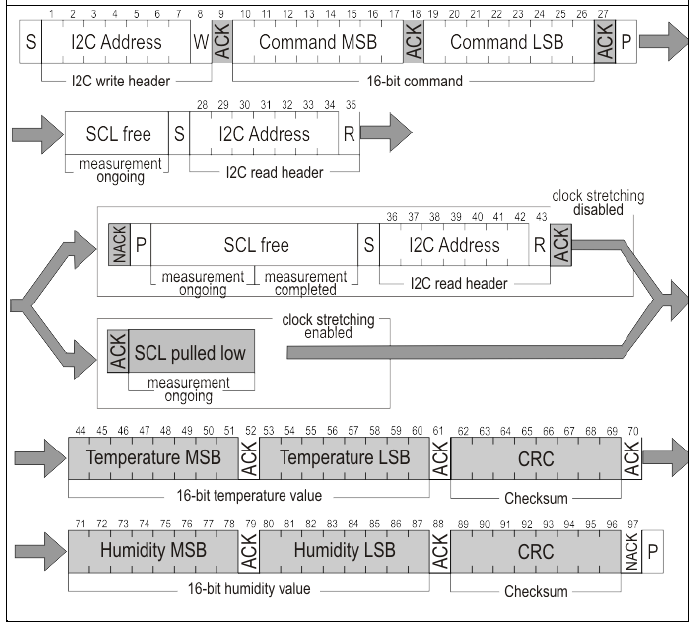 1 2 3 4 5 6 7 8 9 10 11 12 13 14 15 16 17 18 19 20 21 22 23 24 25 26 27
S I2C Address W ACK Command MSB ACK Command LSB ACK P
I2C write header 16-bit command
28 29 30 31 32 33 34 35
SCL free S I2C Address R
measurement
ongoing
I2C read header
clock stretching
disabled
36 37 38 39 40 41 42 43
NACK P SCL free S I2C Address R ACK
measurement
ongoing
measurement
completed
I2C read header
clock stretching
enabled
ACK SCL pulled low
measurement
ongoing
44 45 46 47 48 49 50 51 52 53 54 55 56 57 58 59 60 61 62 63 64 65 66 67 68 69 70
Temperature MSB ACK Temperature LSB ACK CRC ACK
16-bit temperature value Checksum
71 72 73 74 75 76 77 78 79 80 81 82 83 84 85 86 87 88 89 90 91 92 93 94 95 96 97
Humidity MSB ACK Humidity LSB ACK CRC NACK P
16-bit humidity value Checksum